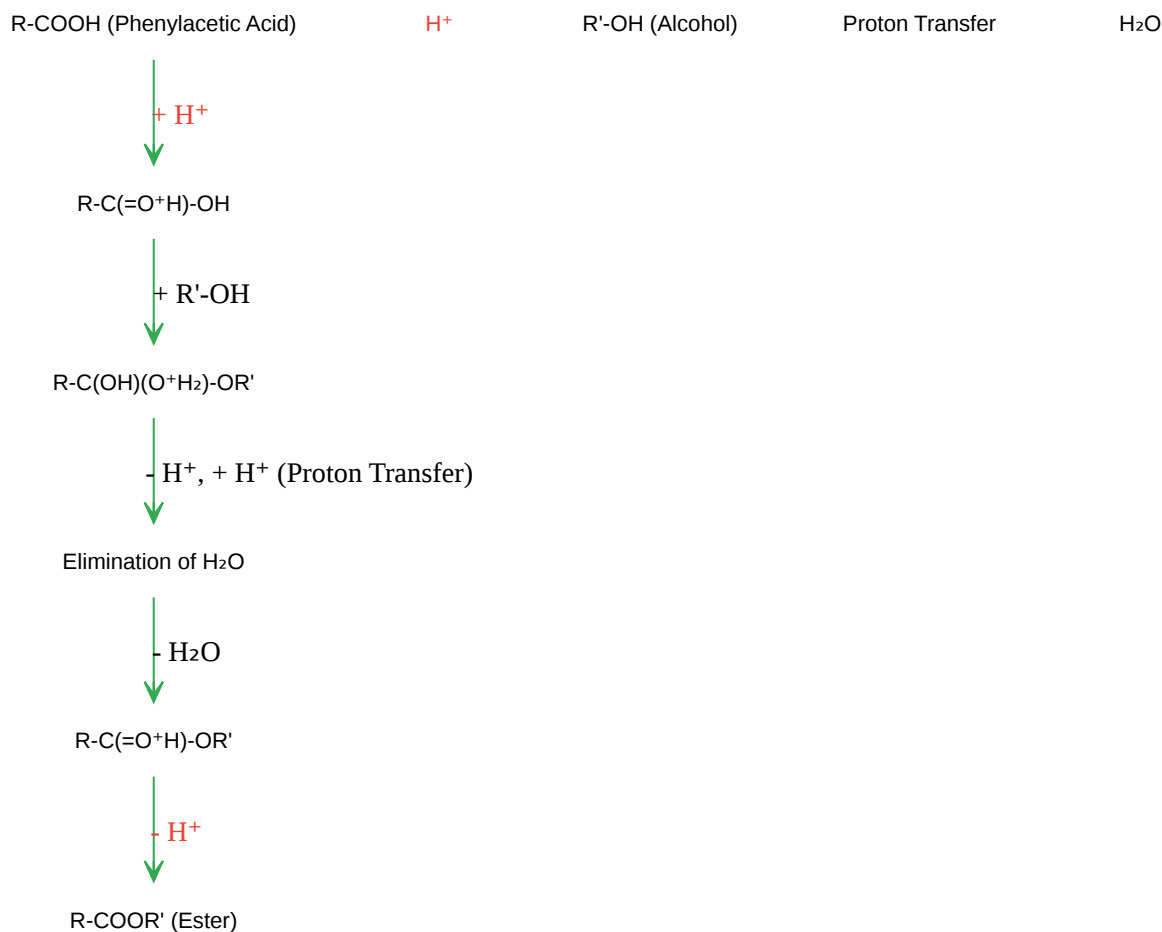 R-COOH (Phenylacetic Acid) H⁺ R'-OH (Alcohol) Proton Transfer H₂O
+ H⁺
R-C(=O⁺H)-OH
+ R'-OH
R-C(OH)(O⁺H₂)-OR'
- H⁺, + H⁺ (Proton Transfer)
Elimination of H₂O
- H₂O
R-C(=O⁺H)-OR'
- H⁺
R-COOR' (Ester)